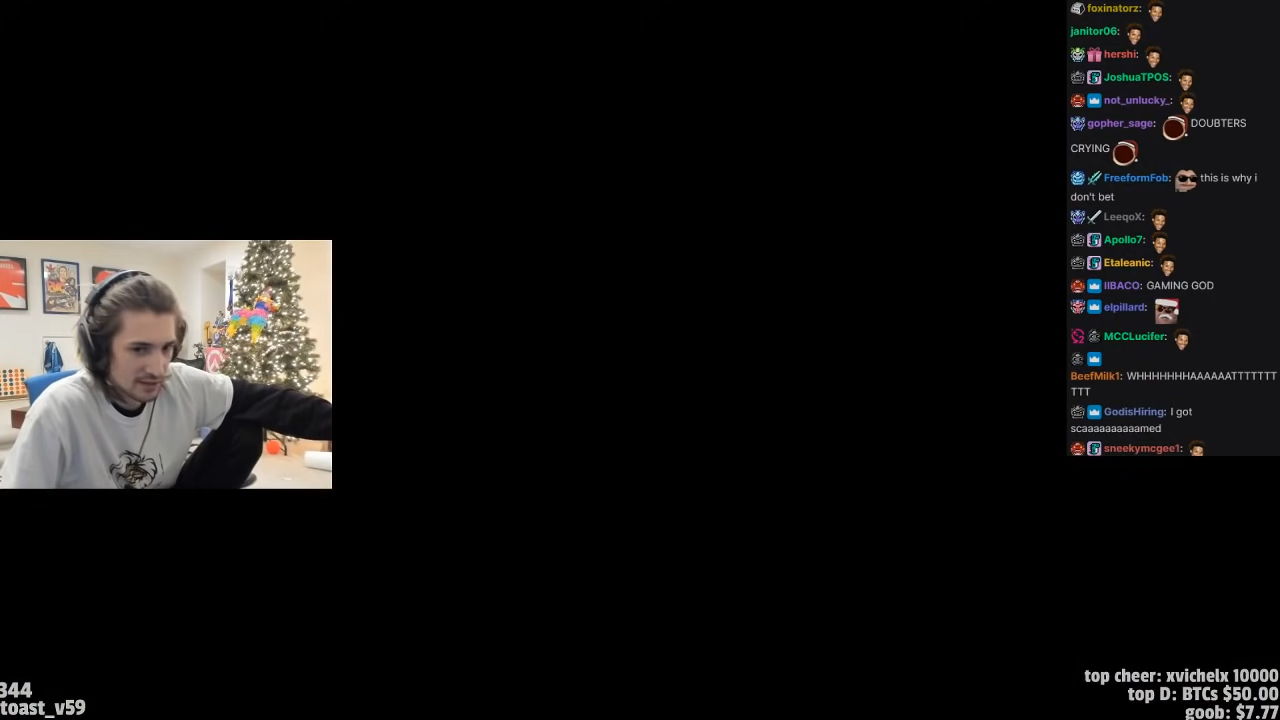 foxinatorz:
janitor06:
hershi:
JoshuaTPOS:
not_unlucky_:
gopher_sage: DOUBTERS
CRYING
FreeformFob: this is why i
don't bet
LeeqoX:
Apollo7:
Etaleanic:
IIBACO: GAMING GOD
elpillard:
MCCLucifer:
BeefMilk1: WHHHHHHHAAAAAATTTTTTT
TTT
GodisHiring: I got
scaaaaaaaaaamed
sneekymcgee1:
344
toast_v59
top cheer: xvichelx 10000
top D: BTCs $50.00
goob: $7.77